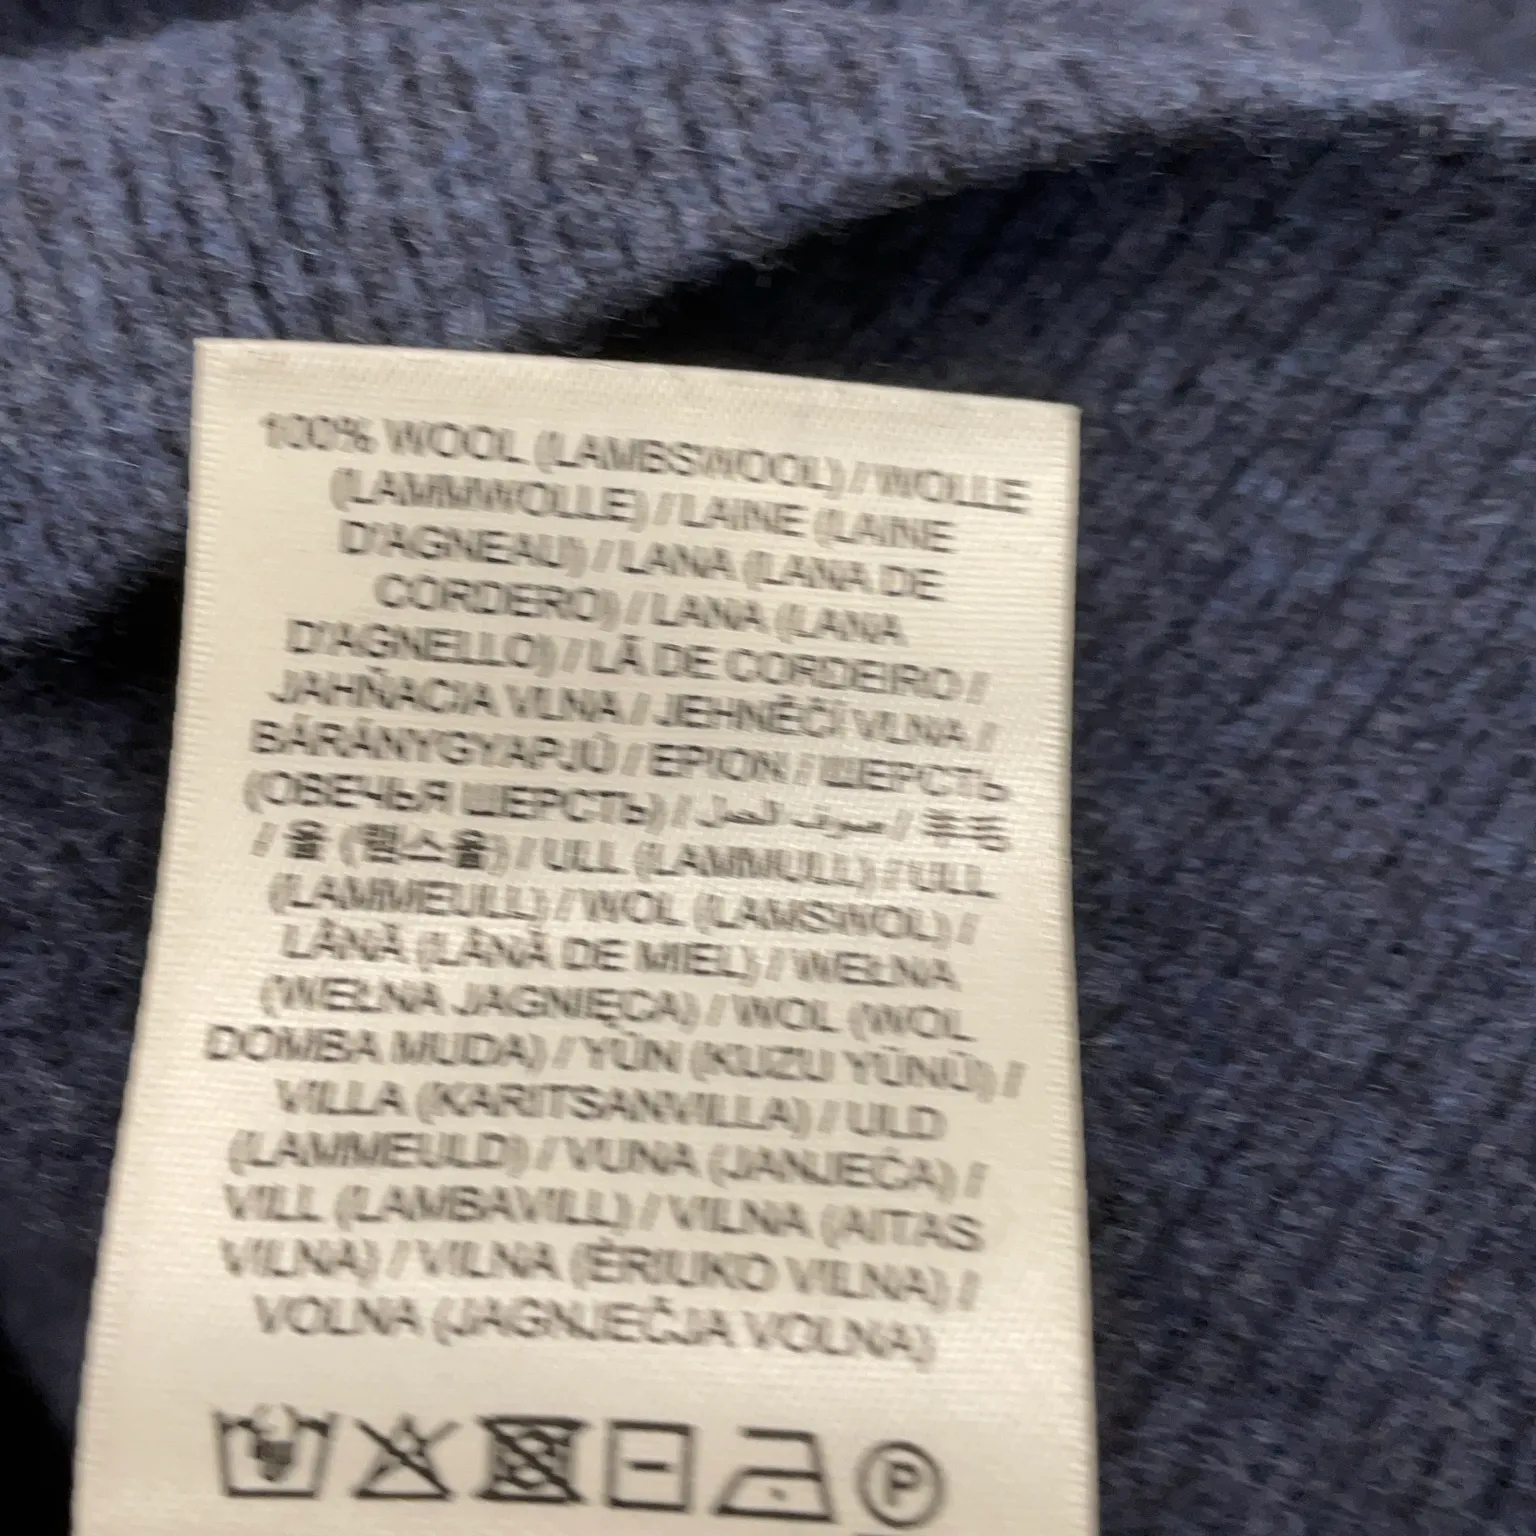 100% WOOL (LAMBSWOOL) / WOLLE
(LAMMWOLLE) / LAINE (LAINE
D'AGNEAU) / LANA (LANA DE
CORDERO) / LANA (LANA
D'AGNELLO) / LÃ DE CORDEIRO /
JAHŇACIA VLNA / JEHNĚČÍ VLNA /
BÁRÁNYGYAPJÚ / EPION / ШЕРСТЬ
(ОВЕЧЬЯ ШЕРСТЬ) / صوف الحمل / 羊毛
/ 울 (램스울) / ULL (LAMMULL) / ULL
(LAMMEULL) / WOL (LAMSWOL) /
LÂNĂ (LÂNĂ DE MIEL) / WEŁNA
(WEŁNA JAGNIĘCA) / WOL (WOL
DOMBA MUDA) / YÜN (KUZU YÜNÜ) /
VILLA (KARITSANVILLA) / ULD
(LAMMEULD) / VUNA (JANJEĆA) /
VILL (LAMBAVILL) / VILNA (AITAS
VILNA) / VILNA (ĖRIUKO VILNA) /
VOLNA (JAGNJEČJA VOLNA)
P